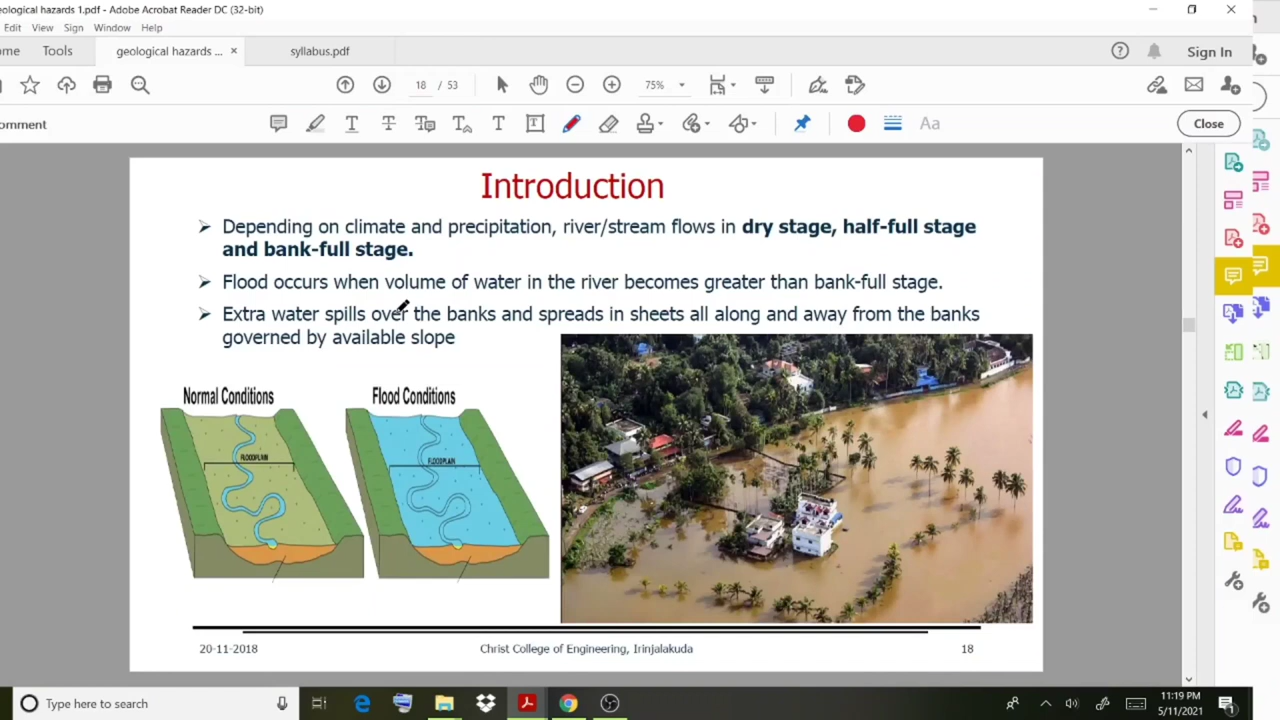 eological hazards 1.pdf - Adobe Acrobat Reader DC (32-bit)
Edit View Sign Window Help
ome Tools geological hazards ... × syllabus.pdf Sign In
18 / 53 75%
omment Aa Close
Introduction
Depending on climate and precipitation, river/stream flows in dry stage, half-full stage
and bank-full stage.
Flood occurs when volume of water in the river becomes greater than bank-full stage.
Extra water spills over the banks and spreads in sheets all along and away from the banks
governed by available slope
Normal Conditions
FLOODPLAIN
Flood Conditions
FLOODPLAIN
20-11-2018 Christ College of Engineering, Irinjalakuda 18
Type here to search
11:19 PM
5/11/2021
1